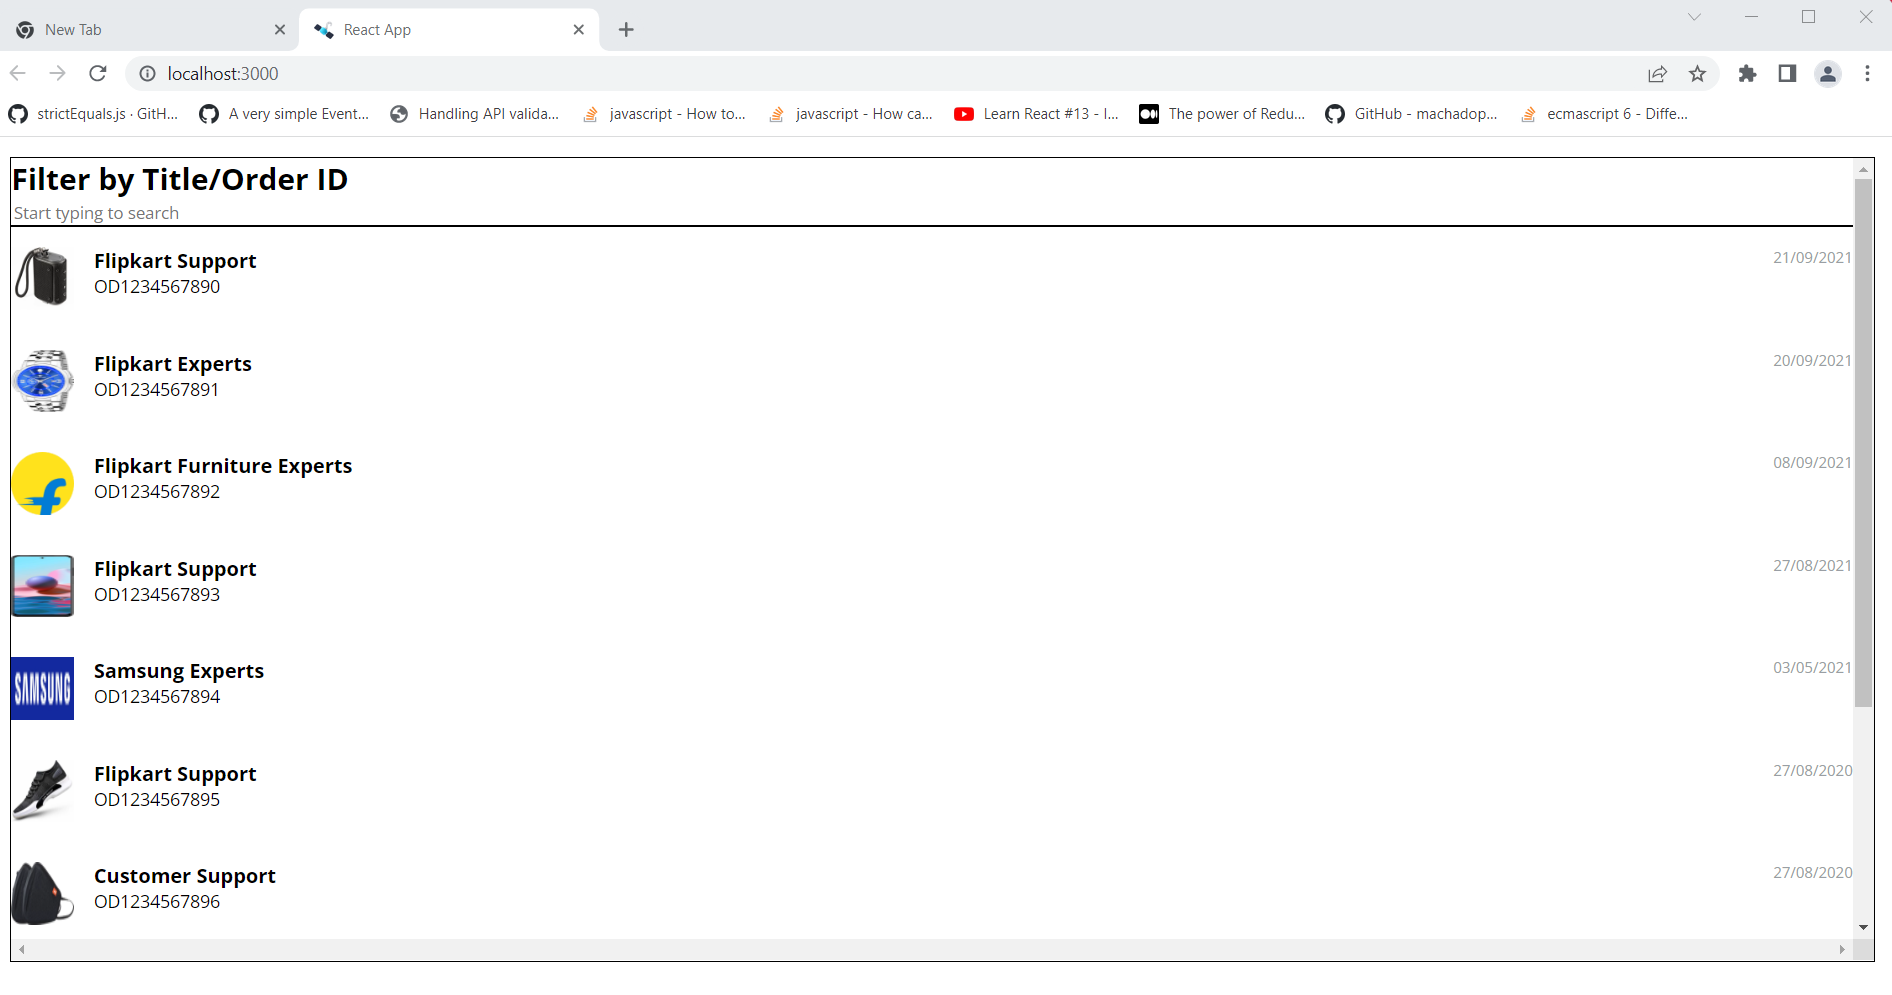 New Tab
React App
localhost:3000
strictEquals.js · GitH...
A very simple Event...
Handling API valida...
javascript - How to...
javascript - How ca...
Learn React #13 - I...
The power of Redu...
GitHub - machadop...
ecmascript 6 - Diffe...
Filter by Title/Order ID
Start typing to search
Flipkart Support
21/09/2021
OD1234567890
Flipkart Experts
20/09/2021
OD1234567891
Flipkart Furniture Experts
08/09/2021
OD1234567892
Flipkart Support
27/08/2021
OD1234567893
SAMSUNG
Samsung Experts
03/05/2021
OD1234567894
Flipkart Support
27/08/2020
OD1234567895
Customer Support
27/08/2020
OD1234567896